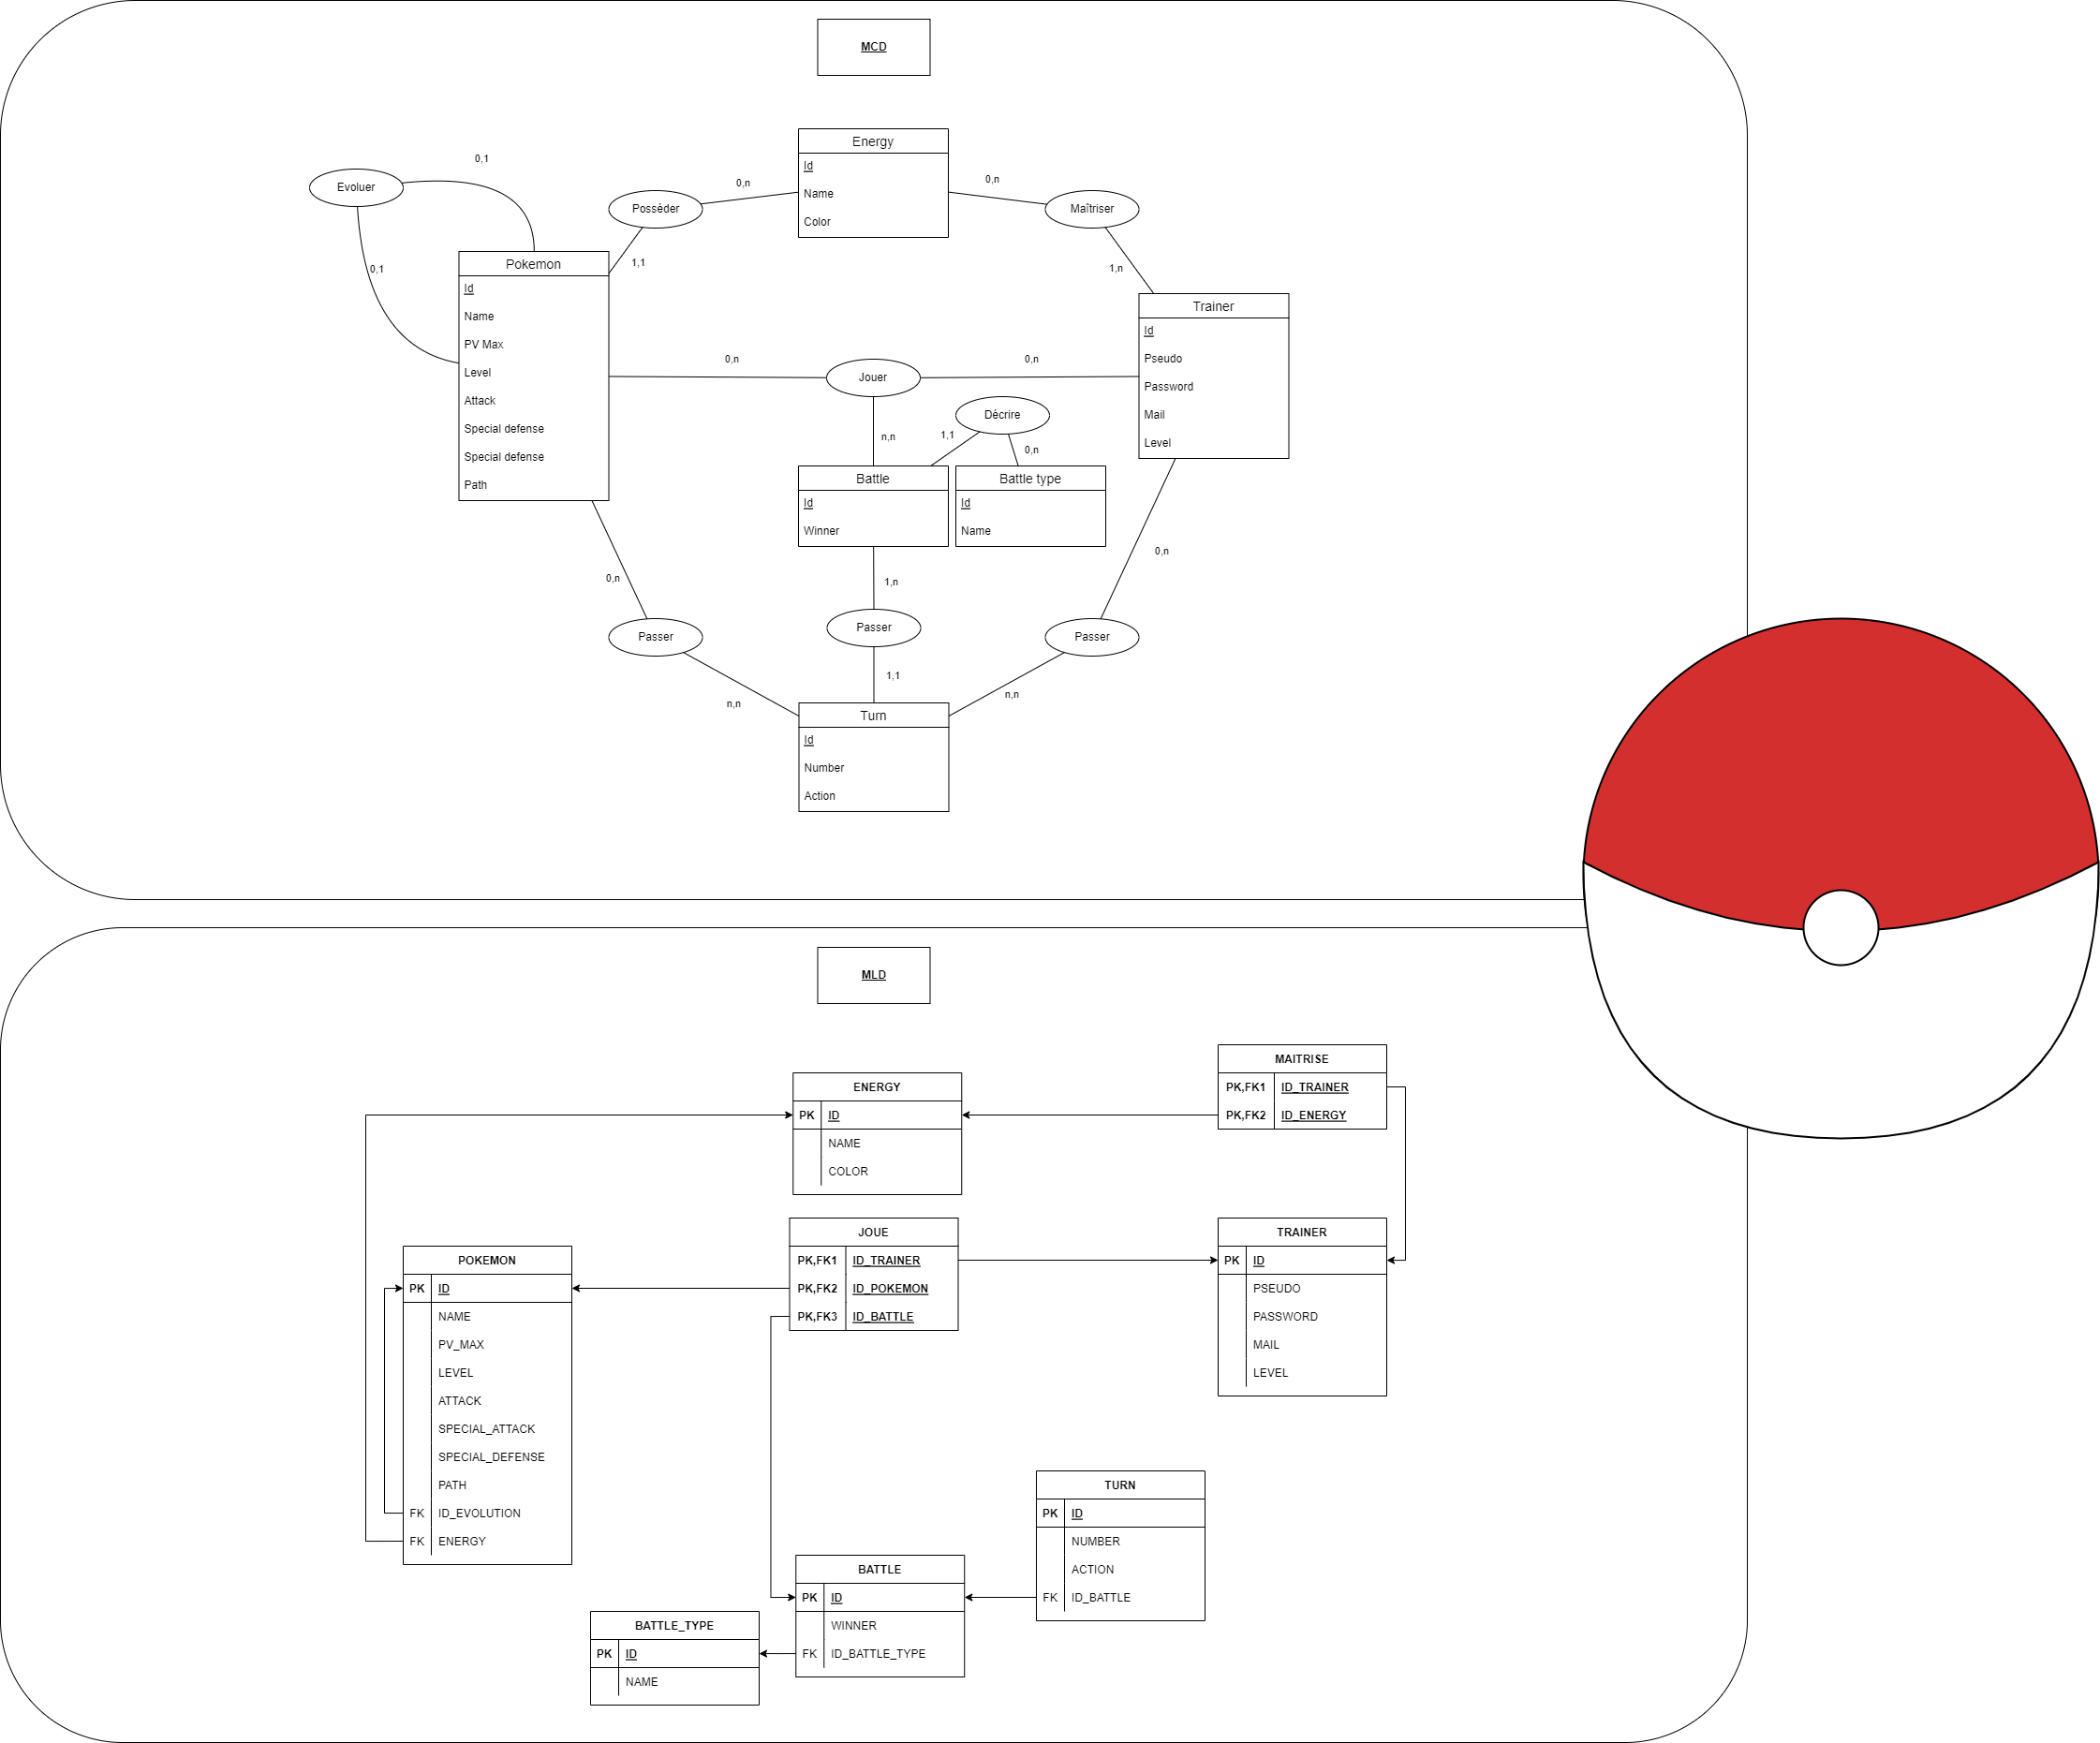 MCD
Energy
Id
Name
Color
Evoluer
0,1
0,1
Posséder
0,n
1,1
Maîtriser
0,n
1,n
Pokemon
Id
Name
PV Max
Level
Attack
Special defense
Special defense
Path
Trainer
Id
Pseudo
Password
Mail
Level
0,n
Jouer
0,n
n,n
Décrire
1,1
0,n
Battle
Id
Winner
Battle type
Id
Name
0,n
Passer
n,n
1,n
Passer
1,1
0,n
Passer
n,n
Turn
Id
Number
Action
MLD
MAITRISE
PK,FK1 ID_TRAINER
PK,FK2 ID_ENERGY
ENERGY
PK ID
NAME
COLOR
JOUE
PK,FK1 ID_TRAINER
PK,FK2 ID_POKEMON
PK,FK3 ID_BATTLE
TRAINER
PK ID
PSEUDO
PASSWORD
MAIL
LEVEL
POKEMON
PK ID
NAME
PV_MAX
LEVEL
ATTACK
SPECIAL_ATTACK
SPECIAL_DEFENSE
PATH
FK ID_EVOLUTION
FK ENERGY
TURN
PK ID
NUMBER
ACTION
FK ID_BATTLE
BATTLE
PK ID
WINNER
FK ID_BATTLE_TYPE
BATTLE_TYPE
PK ID
NAME